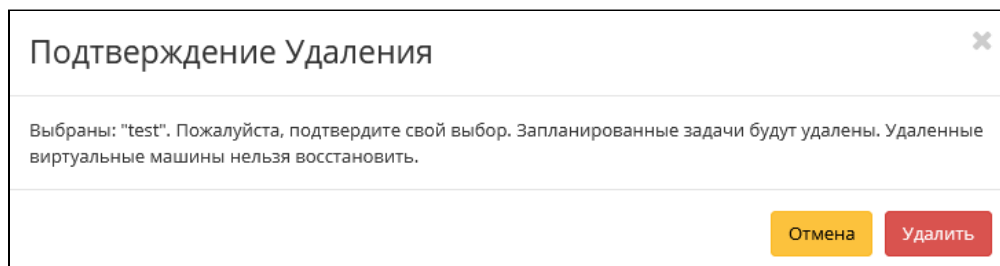 Подтверждение Удаления
Выбраны: "test". Пожалуйста, подтвердите свой выбор. Запланированные задачи будут удалены. Удаленные
виртуальные машины нельзя восстановить.
Отмена Удалить